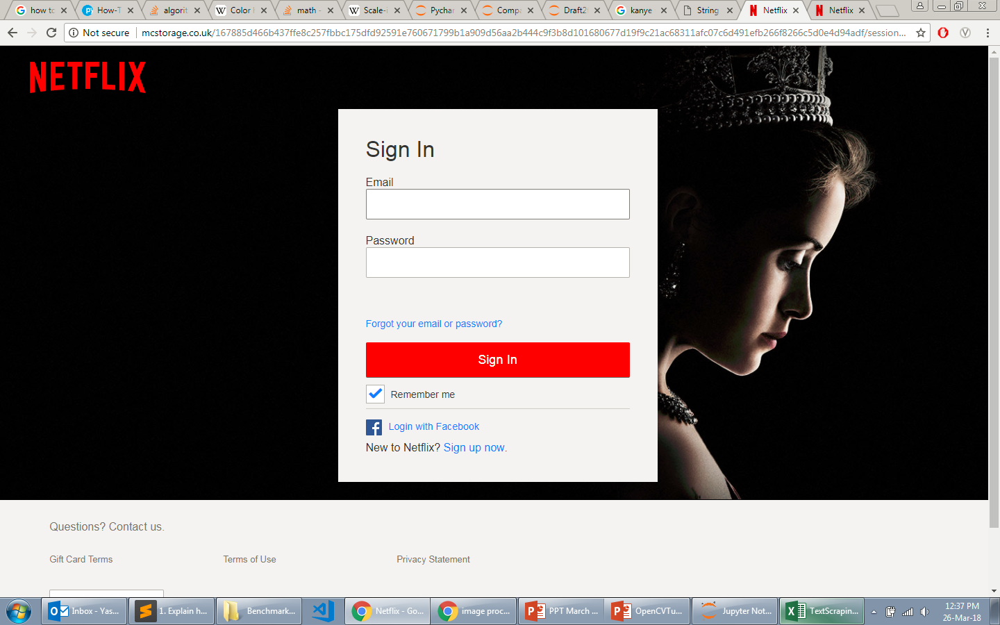 how to
How-T
algorit
Color
math -
Scale-
Pychar
Compa
Draft2
kanye
String
Netflix
Netflix
Not secure
mcstorage.co.uk/167885d466b437ffe8c257fbbc175dfd92591e760671799b1a909d56aa2b444c9f3b8d101680677d19f9c21ac68311afc07c6d491efb266f8266c5d0e4d94adf/session...
NETFLIX
Sign In
Email
Password
Forgot your email or password?
Sign In
Remember me
Login with Facebook
New to Netflix? Sign up now.
Questions? Contact us.
Gift Card Terms
Terms of Use
Privacy Statement
Inbox - Yas...
1. Explain h...
Benchmark...
Netflix - Go...
image proc...
PPT March ...
OpenCVTu...
Jupyter Not...
TextScrapin...
12:37 PM
26-Mar-18